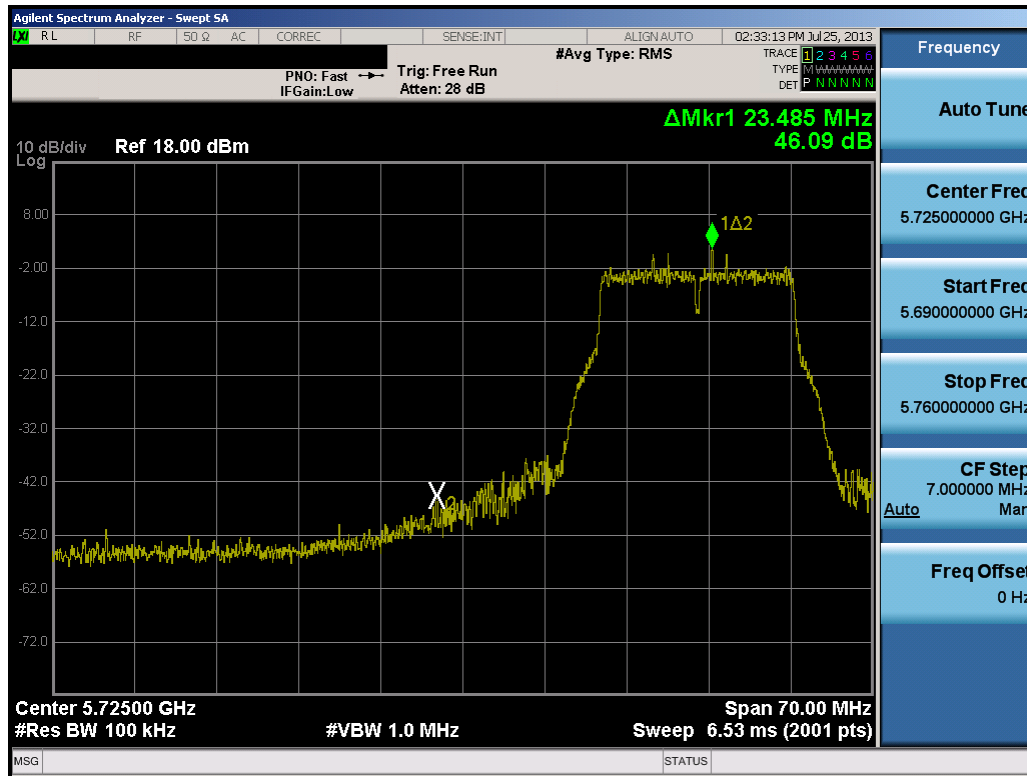 Agilent Spectrum Analyzer - Swept SA
LXI RL RF 50 Ω AC CORREC SENSE:INT ALIGN AUTO 02:33:13 PM Jul 25, 2013
#Avg Type: RMS
TRACE 1 2 3 4 5 6
TYPE M W W W W W
DET P N N N N N
PNO: Fast Trig: Free Run
IFGain:Low Atten: 28 dB
ΔMkr1 23.485 MHz
46.09 dB
10 dB/div Ref 18.00 dBm
Log
8.00
-2.00
-12.0
-22.0
-32.0
-42.0
-52.0
-62.0
-72.0
1Δ2
X2
Center 5.72500 GHz Span 70.00 MHz
#Res BW 100 kHz #VBW 1.0 MHz Sweep 6.53 ms (2001 pts)
MSG STATUS
Frequency
Auto Tune
Center Freq
5.725000000 GHz
Start Freq
5.690000000 GHz
Stop Freq
5.760000000 GHz
CF Step
7.000000 MHz
Auto Man
Freq Offset
0 Hz